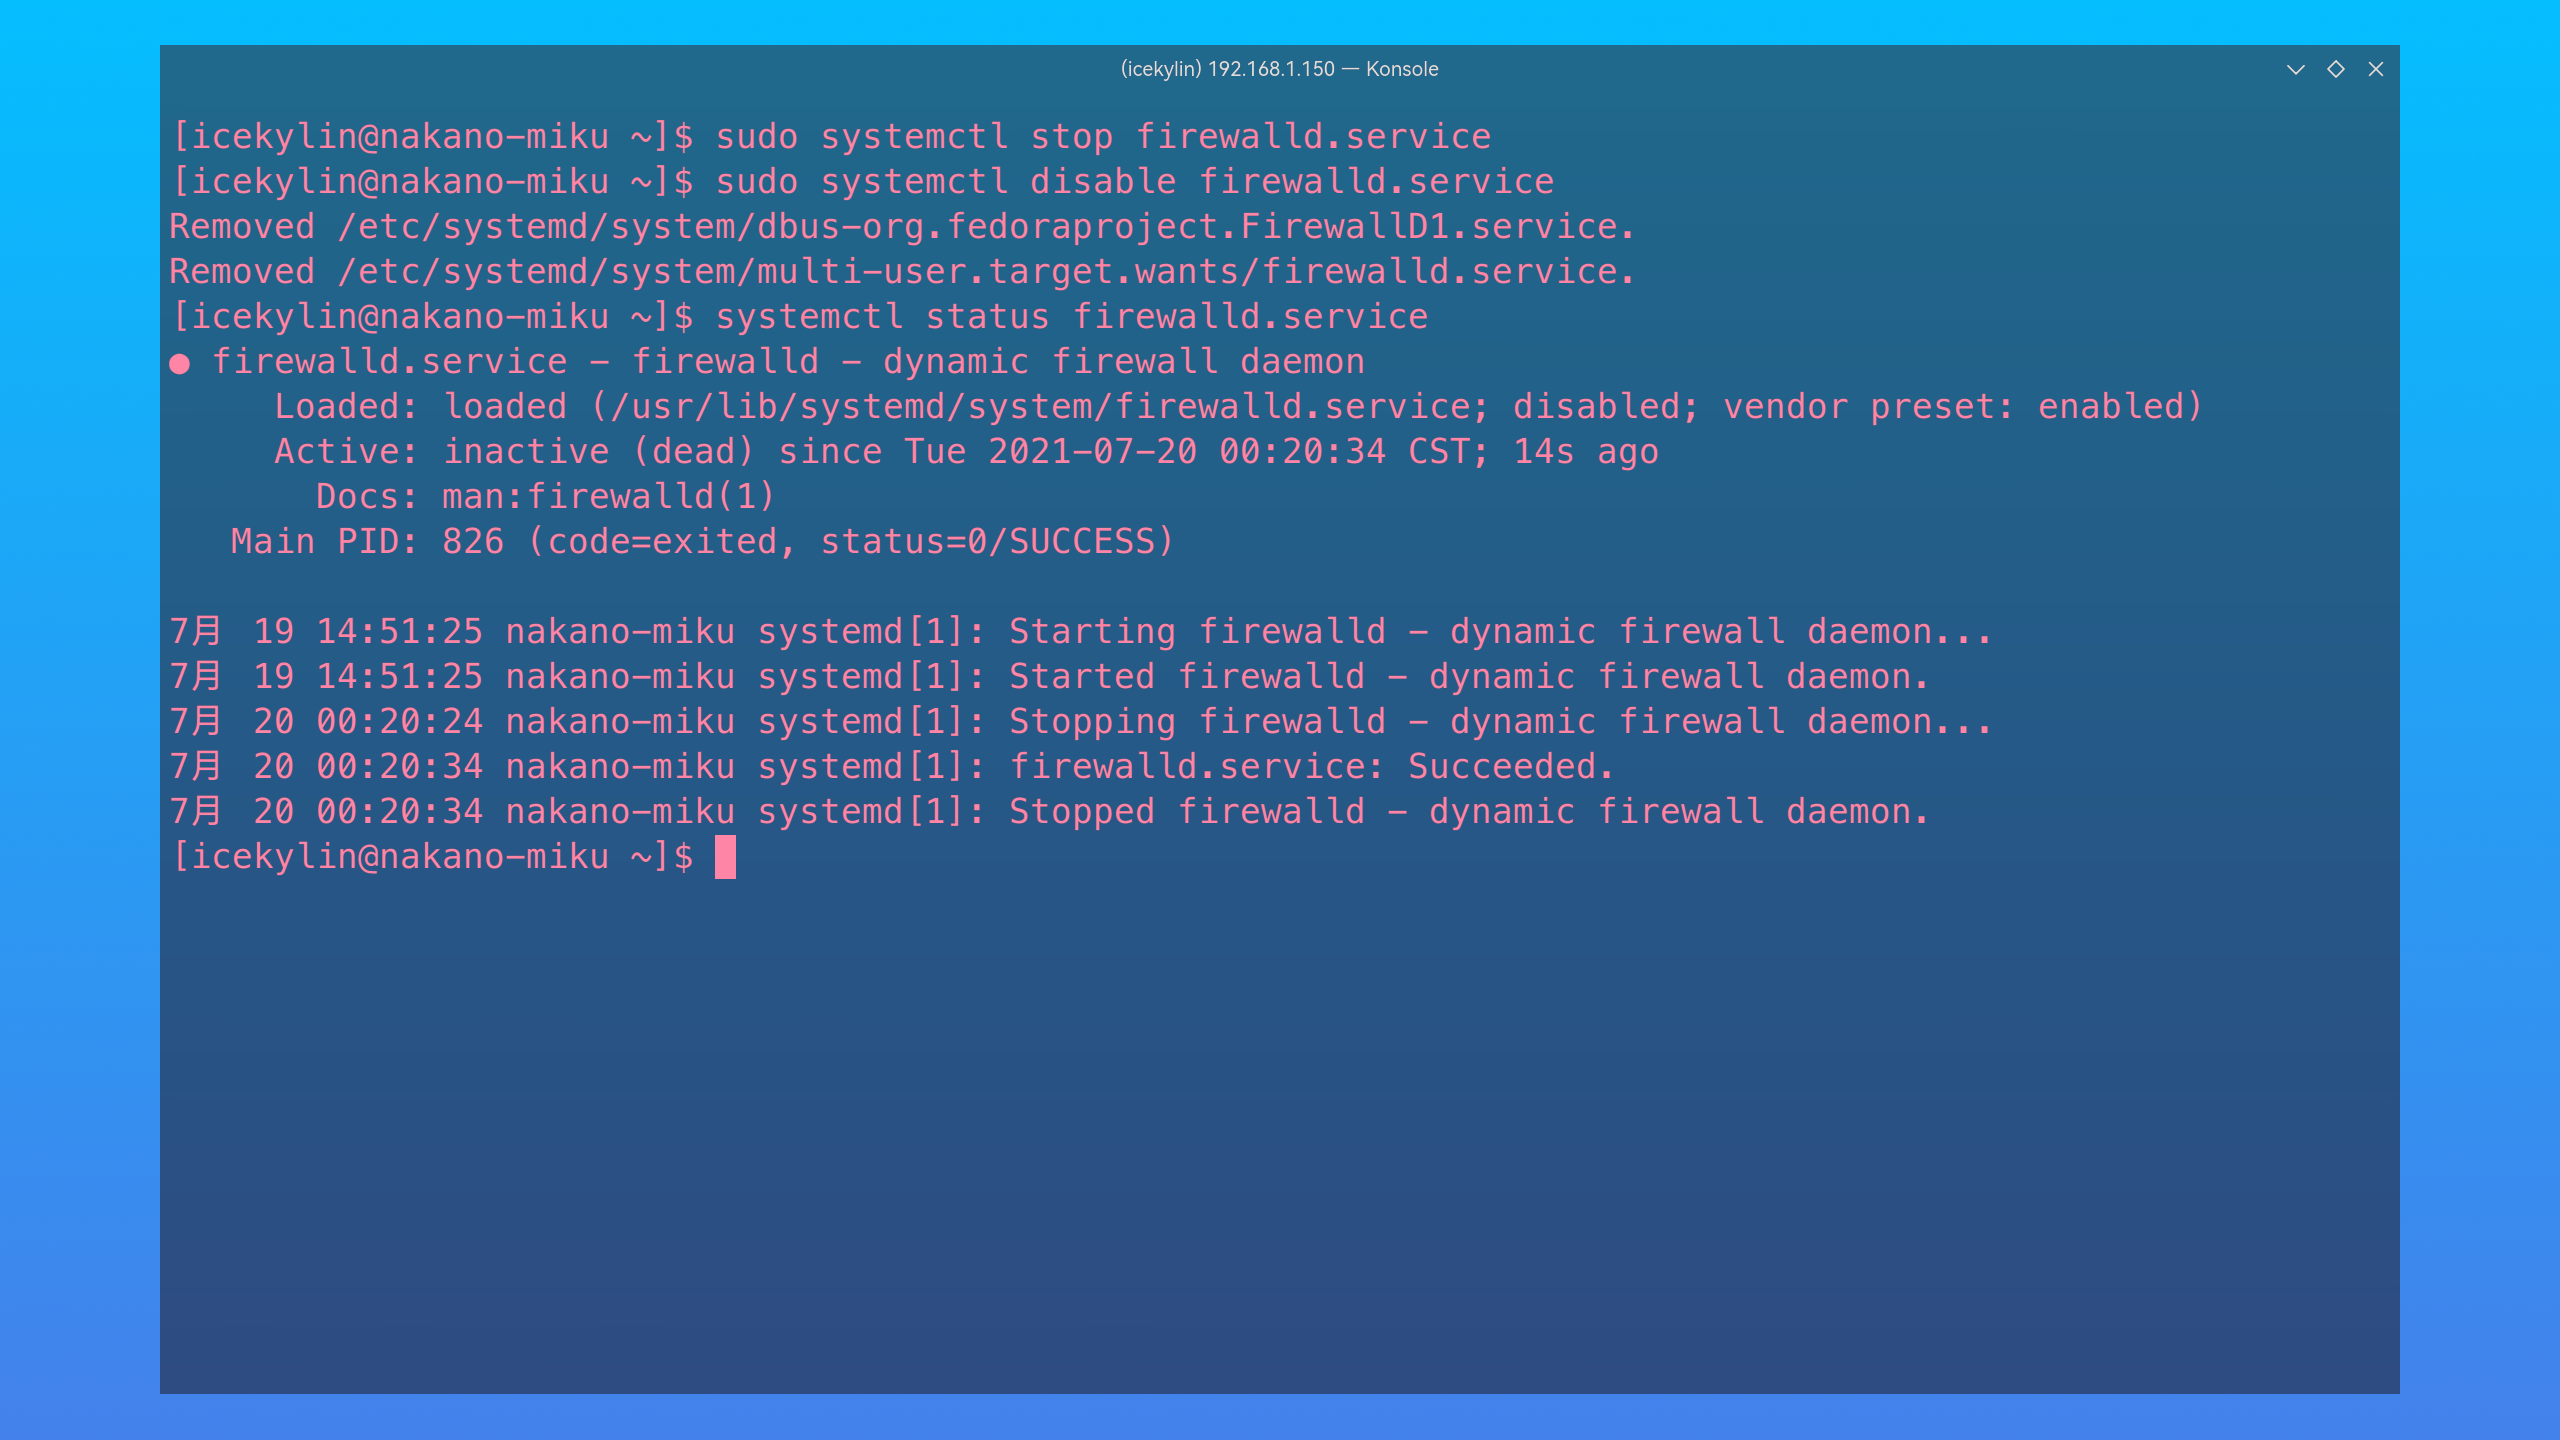 (icekylin) 192.168.1.150 — Konsole
[icekylin@nakano-miku ~]$ sudo systemctl stop firewalld.service
[icekylin@nakano-miku ~]$ sudo systemctl disable firewalld.service
Removed /etc/systemd/system/dbus-org.fedoraproject.FirewallD1.service.
Removed /etc/systemd/system/multi-user.target.wants/firewalld.service.
[icekylin@nakano-miku ~]$ systemctl status firewalld.service
● firewalld.service - firewalld - dynamic firewall daemon
     Loaded: loaded (/usr/lib/systemd/system/firewalld.service; disabled; vendor preset: enabled)
     Active: inactive (dead) since Tue 2021-07-20 00:20:34 CST; 14s ago
       Docs: man:firewalld(1)
   Main PID: 826 (code=exited, status=0/SUCCESS)
7月 19 14:51:25 nakano-miku systemd[1]: Starting firewalld - dynamic firewall daemon...
7月 19 14:51:25 nakano-miku systemd[1]: Started firewalld - dynamic firewall daemon.
7月 20 00:20:24 nakano-miku systemd[1]: Stopping firewalld - dynamic firewall daemon...
7月 20 00:20:34 nakano-miku systemd[1]: firewalld.service: Succeeded.
7月 20 00:20:34 nakano-miku systemd[1]: Stopped firewalld - dynamic firewall daemon.
[icekylin@nakano-miku ~]$